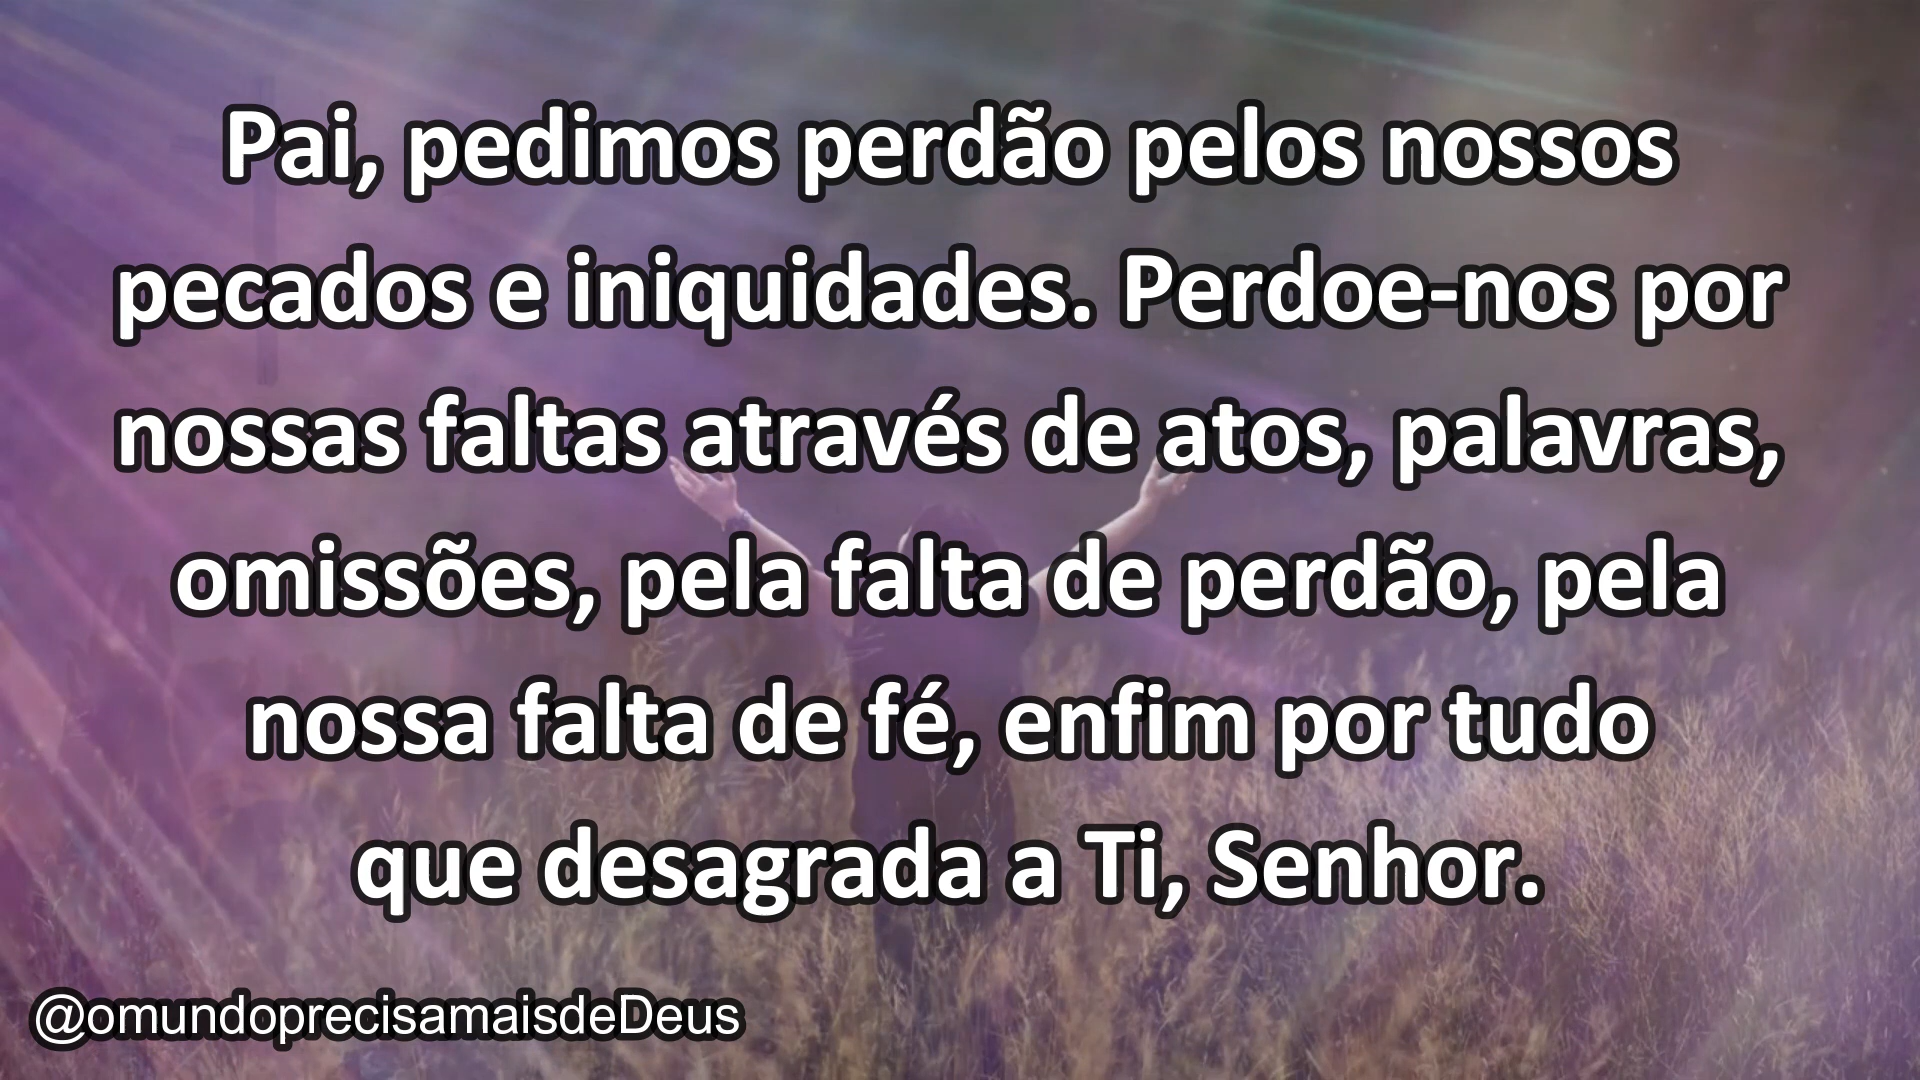 Pai, pedimos perdão pelos nossos
pecados e iniquidades. Perdoe-nos por
nossas faltas através de atos, palavras,
omissões, pela falta de perdão, pela
nossa falta de fé, enfim por tudo
que desagrada a Ti, Senhor.
@omundoprecisamaisdeDeus